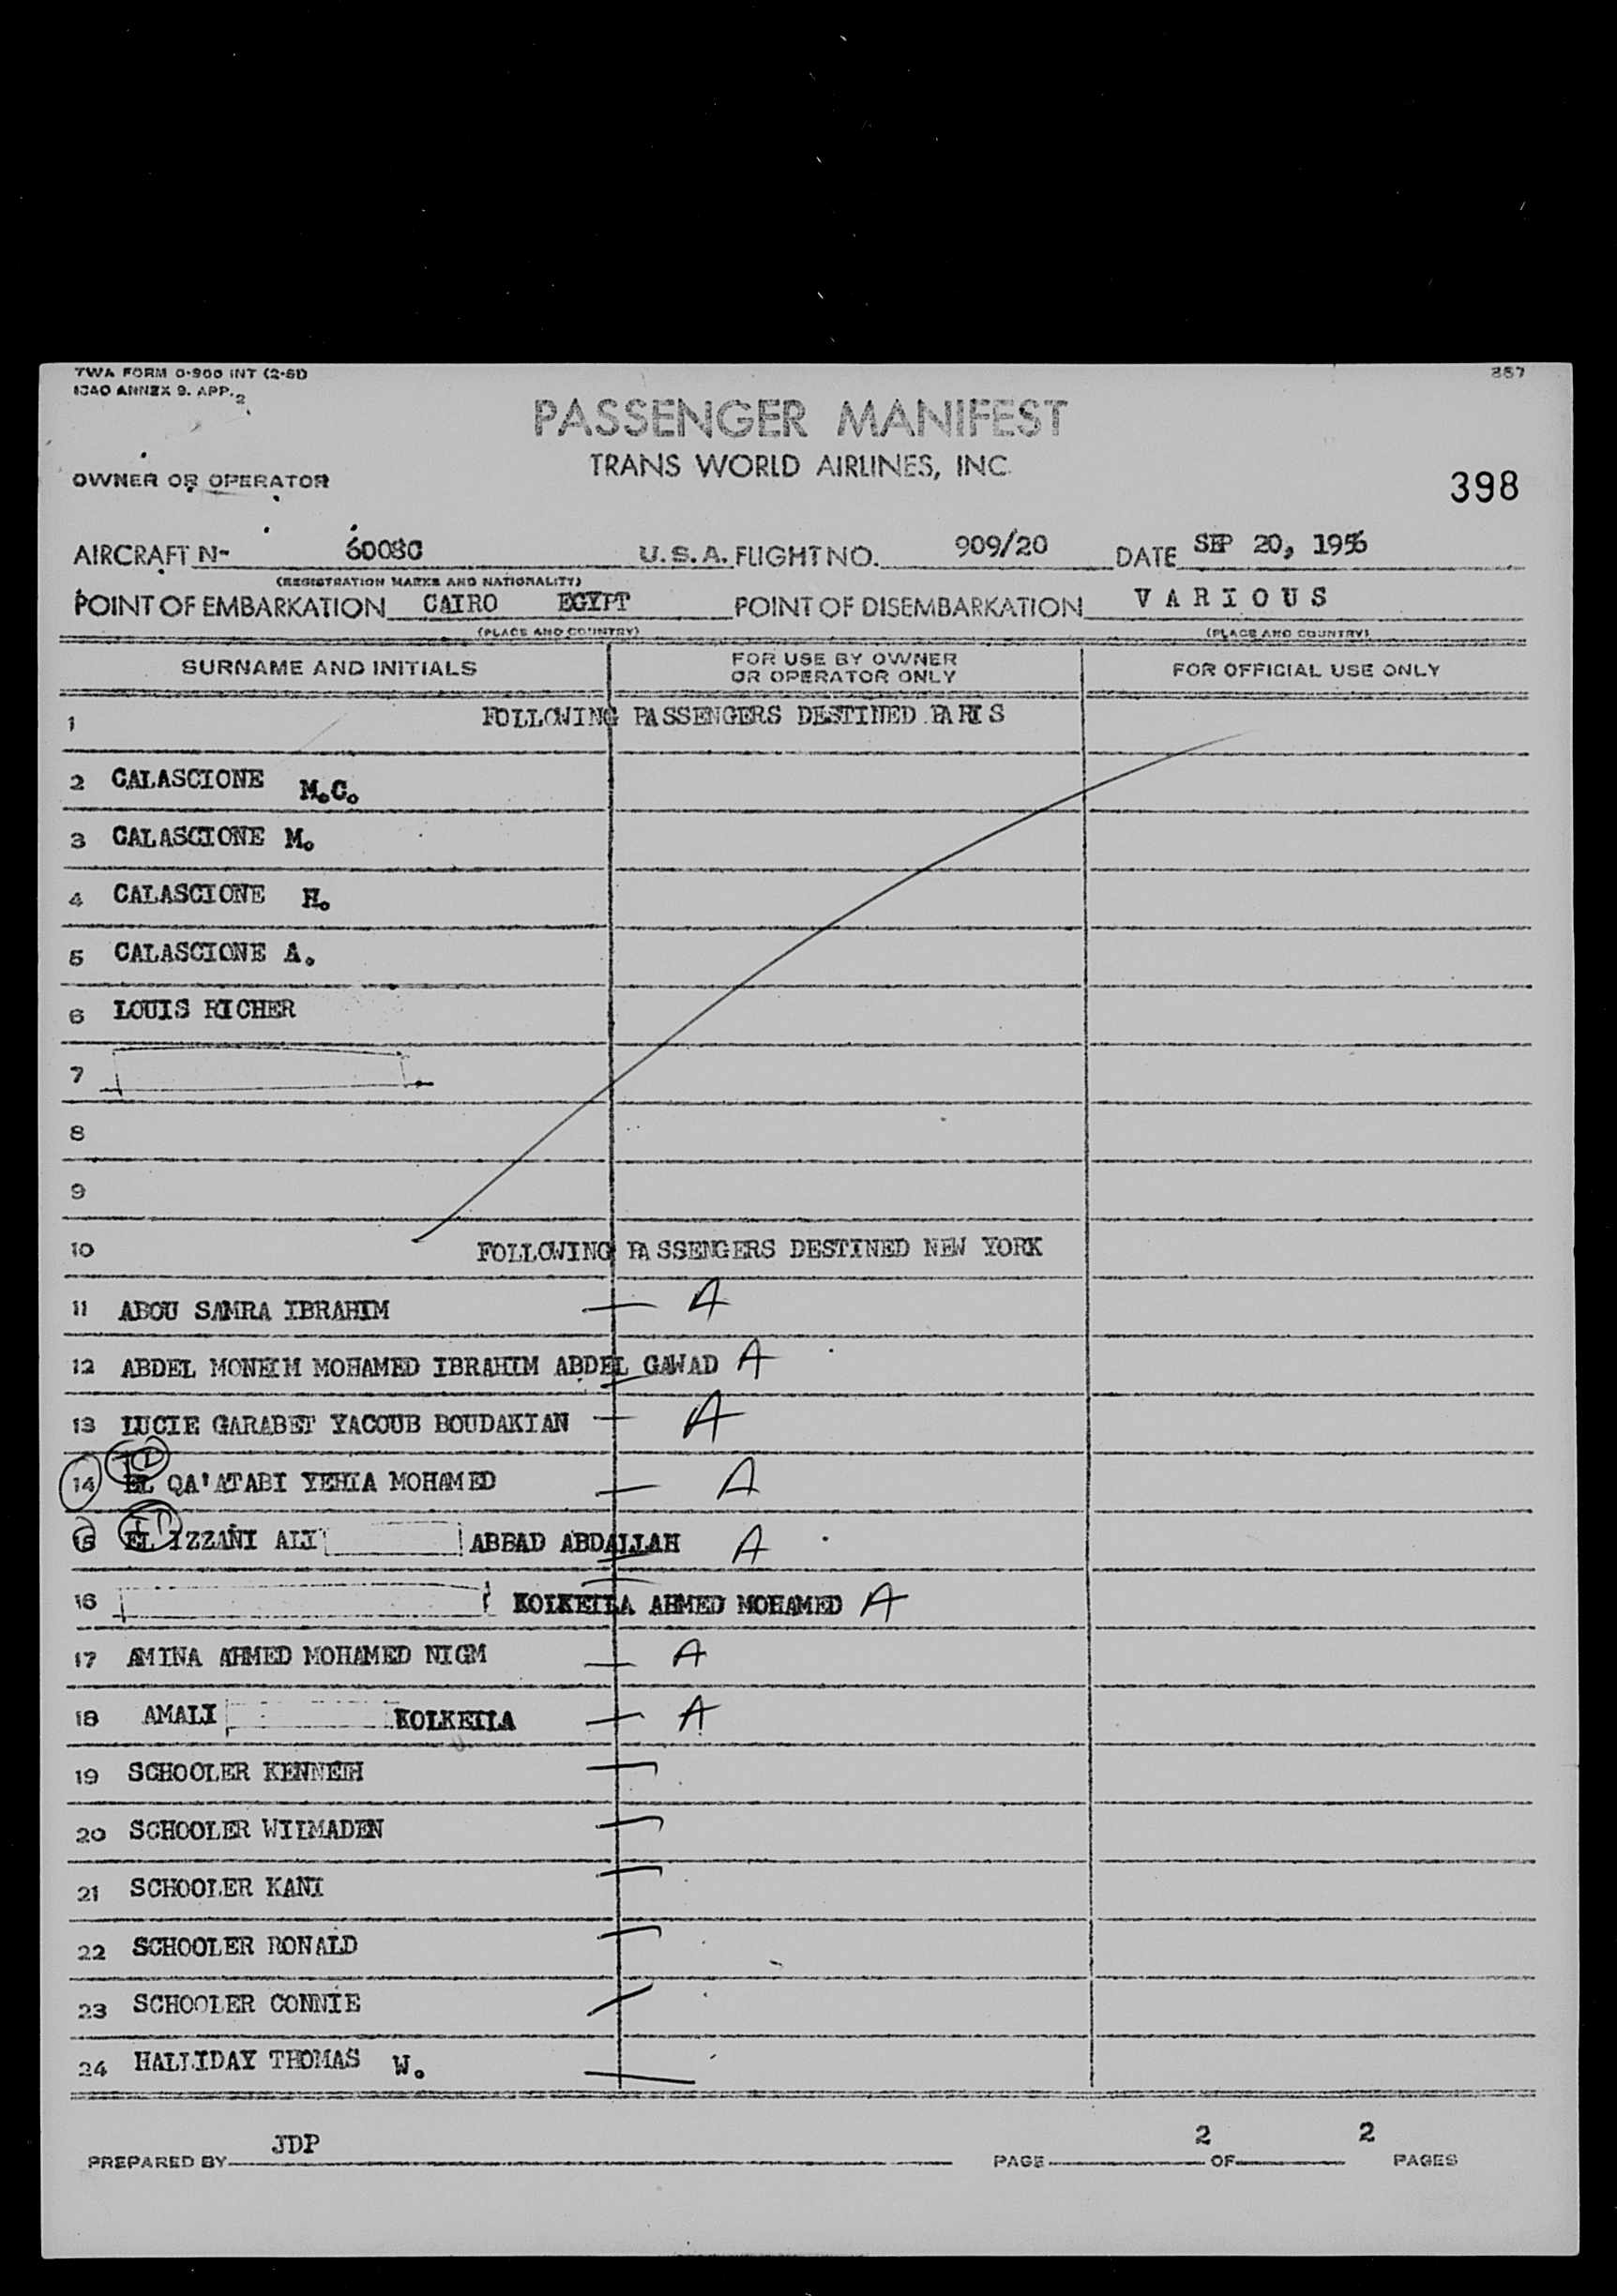 TWA FORM 0-900 INT (2-51)
ICAO ANNEX 9. APP. 2
PASSENGER MANIFEST
TRANS WORLD AIRLINES, INC.
OWNER OR OPERATOR
398
AIRCRAFT N- 6008C U.S.A. FLIGHT NO. 909/20 DATE SEP 20, 1956
(REGISTRATION MARKS AND NATIONALITY)
POINT OF EMBARKATION CAIRO EGYPT POINT OF DISEMBARKATION VARIOUS
(PLACE AND COUNTRY) (PLACE AND COUNTRY)
SURNAME AND INITIALS FOR USE BY OWNER OR OPERATOR ONLY FOR OFFICIAL USE ONLY
1 FOLLOWING PASSENGERS DESTINED PARIS
2 CALASCIONE M.C.
3 CALASCIONE M.
4 CALASCIONE H.
5 CALASCIONE A.
6 LOUIS RICHER
7
8
9
10 FOLLOWING PASSENGERS DESTINED NEW YORK
11 ABOU SAMRA IBRAHIM A
12 ABDEL MONEIM MOHAMED IBRAHIM ABDEL GAWAD A
13 LUCIE GARABET YACOUB BOUDAKIAN A
14 EL QA'ATABI YEHIA MOHAMED A
15 EL IZZANI ALI ABBAD ABDALLAH A
16 KOLKEILA AHMED MOHAMED A
17 AMINA AHMED MOHAMED NIGM A
18 AMALI KOLKEILA A
19 SCHOOLER KENNETH
20 SCHOOLER WILMADEN
21 SCHOOLER KANI
22 SCHOOLER RONALD
23 SCHOOLER CONNIE
24 HALLIDAY THOMAS W.
PREPARED BY JDP PAGE 2 OF 2 PAGES